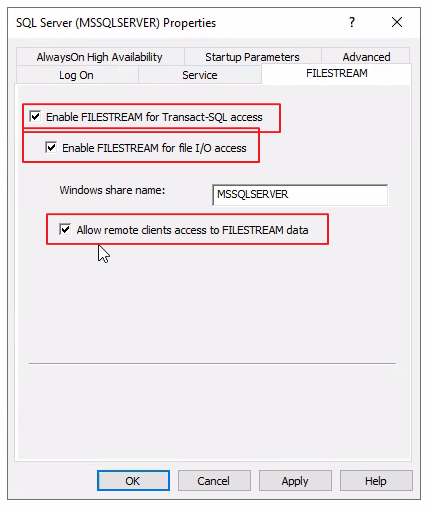 SQL Server (MSSQLSERVER) Properties
?
AlwaysOn High Availability Startup Parameters Advanced
Log On Service FILESTREAM
Enable FILESTREAM for Transact-SQL access
Enable FILESTREAM for file I/O access
Windows share name: MSSQLSERVER
Allow remote clients access to FILESTREAM data
OK Cancel Apply Help